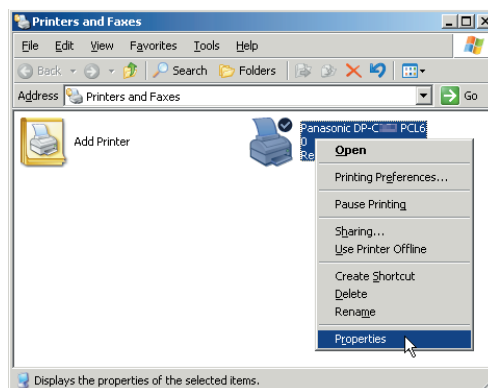 Printers and Faxes
File Edit View Favorites Tools Help
Back Search Folders
Address Printers and Faxes Go
Add Printer
Panasonic DP-C PCL6
0
Re
Open
Printing Preferences...
Pause Printing
Sharing...
Use Printer Offline
Create Shortcut
Delete
Rename
Properties
Displays the properties of the selected items.